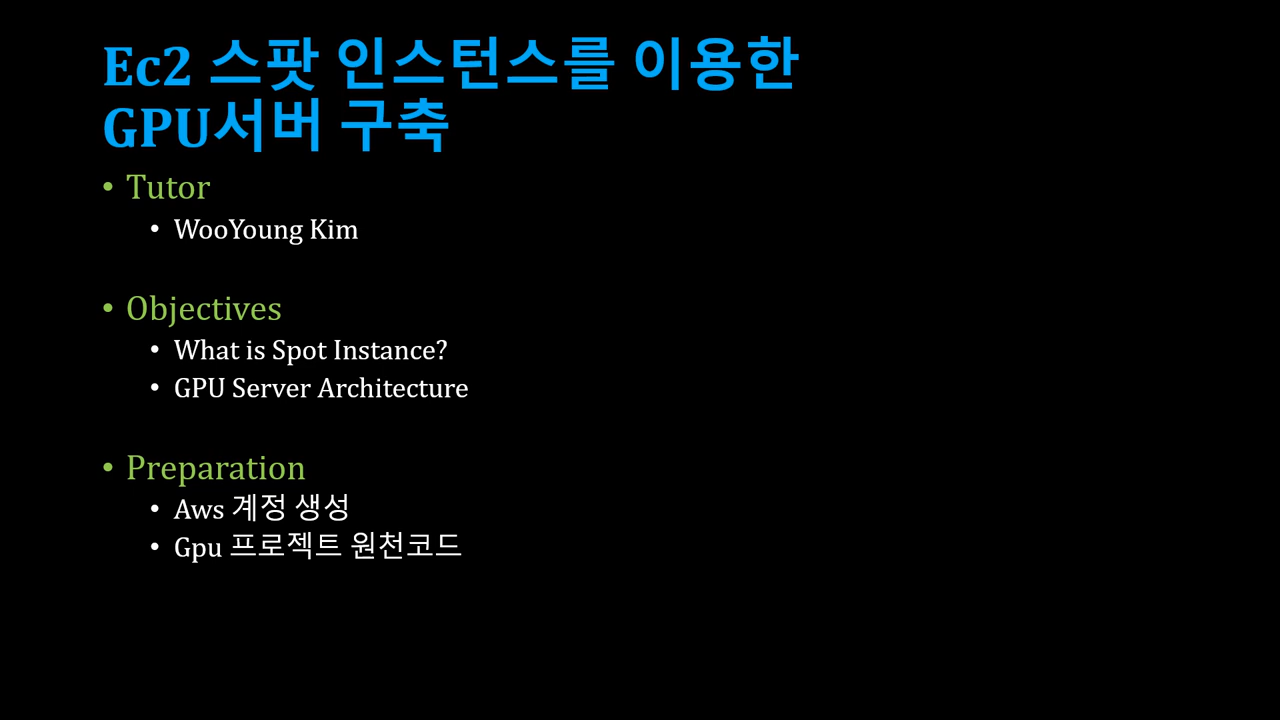 Ec2 스팟 인스턴스를 이용한
GPU서버 구축
• Tutor
• WooYoung Kim
• Objectives
• What is Spot Instance?
• GPU Server Architecture
• Preparation
• Aws 계정 생성
• Gpu 프로젝트 원천코드